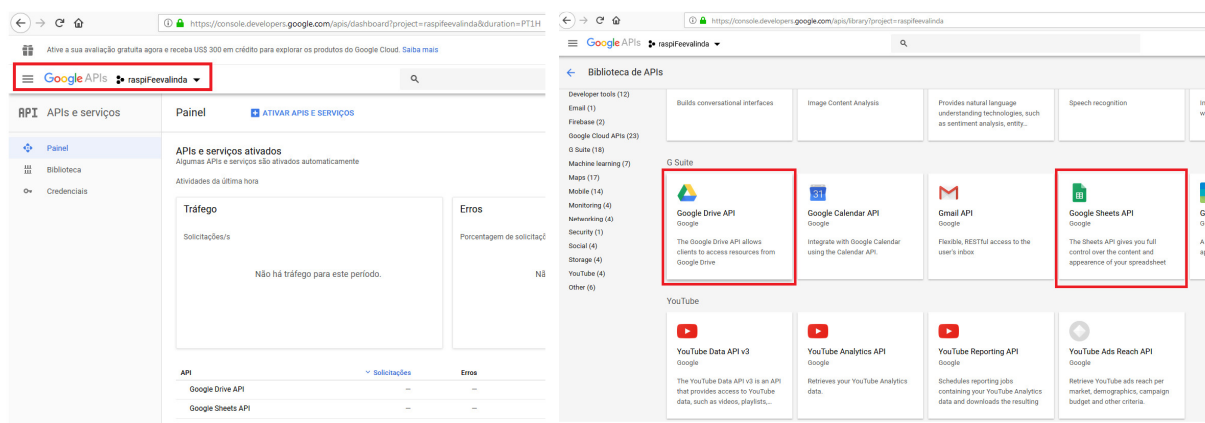 https://console.developers.google.com/apis/dashboard?project=raspifeevalinda&duration=PT1H
Ative a sua avaliação gratuita agora e receba US$ 300 em crédito para explorar os produtos do Google Cloud. Saiba mais
Google APIs raspiFeevalinda
API APIs e serviços
Painel
ATIVAR APIS E SERVIÇOS
Painel
Biblioteca
Credenciais
APIs e serviços ativados
Algumas APIs e serviços são ativados automaticamente
Atividades da última hora
Tráfego
Solicitações/s
Não há tráfego para este período.
Erros
Porcentagem de solicitaçõ
Nã
API Solicitações Erros
Google Drive API – –
Google Sheets API – –
https://console.developers.google.com/apis/library?project=raspifeevalinda
Google APIs raspiFeevalinda
Biblioteca de APIs
Developer tools (12)
Email (1)
Firebase (2)
Google Cloud APIs (23)
G Suite (18)
Machine learning (7)
Maps (17)
Mobile (14)
Monitoring (4)
Networking (4)
Security (1)
Social (4)
Storage (4)
YouTube (4)
Other (6)
Builds conversational interfaces
Image Content Analysis
Provides natural language
understanding technologies, such
as sentiment analysis, entity...
Speech recognition
G Suite
Google Drive API
Google
The Google Drive API allows
clients to access resources from
Google Drive
31
Google Calendar API
Google
Integrate with Google Calendar
using the Calendar API.
Gmail API
Google
Flexible, RESTful access to the
user's inbox
Google Sheets API
Google
The Sheets API gives you full
control over the content and
appearence of your spreadsheet
YouTube
YouTube Data API v3
Google
The YouTube Data API v3 is an API
that provides access to YouTube
data, such as videos, playlists,...
YouTube Analytics API
Google
Retrieves your YouTube Analytics
data.
YouTube Reporting API
Google
Schedules reporting jobs
containing your YouTube Analytics
data and downloads the resulting
YouTube Ads Reach API
Google
Retrieve YouTube ads reach per
market, demographics, campaign
budget and other criteria.